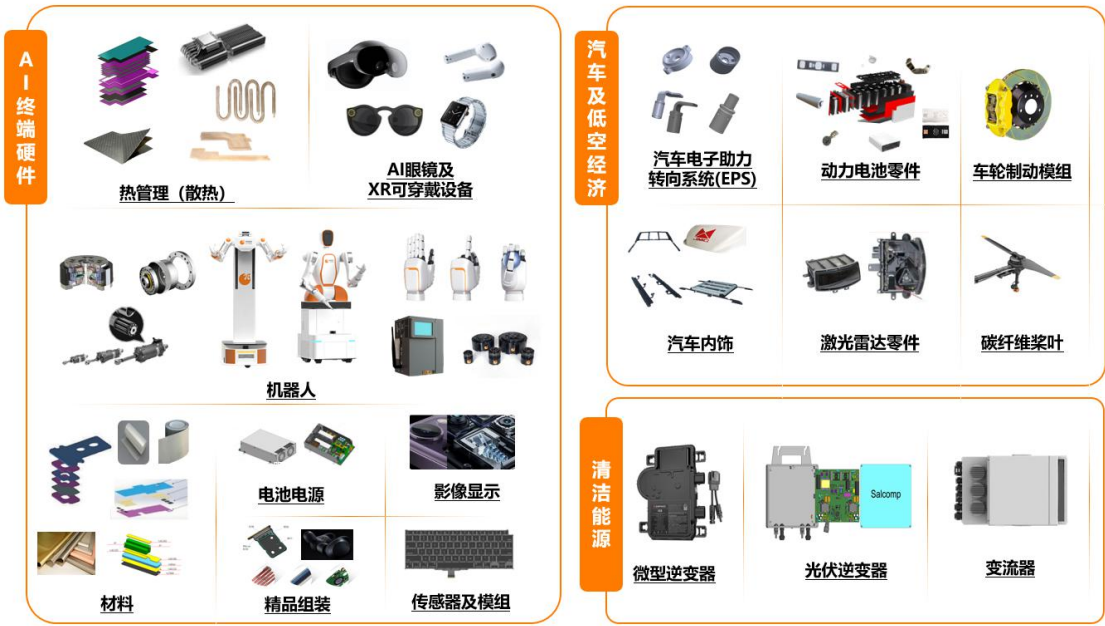 AI终端硬件
热管理（散热）
AI眼镜及
XR可穿戴设备
机器人
材料
电池电源
影像显示
精品组装
传感器及模组
汽车及低空经济
汽车电子助力
转向系统(EPS)
动力电池零件
车轮制动模组
汽车内饰
激光雷达零件
碳纤维桨叶
清洁能源
微型逆变器
Salcomp
光伏逆变器
变流器